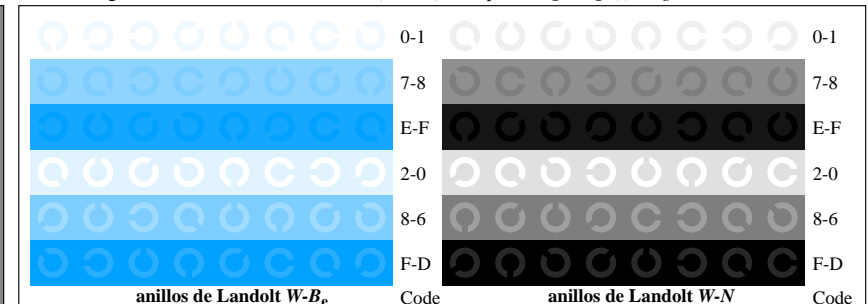 0-1 0-1
7-8 7-8
E-F E-F
2-0 2-0
8-6 8-6
F-D F-D
anillos de Landolt W-Be Code anillos de Landolt W-N Code